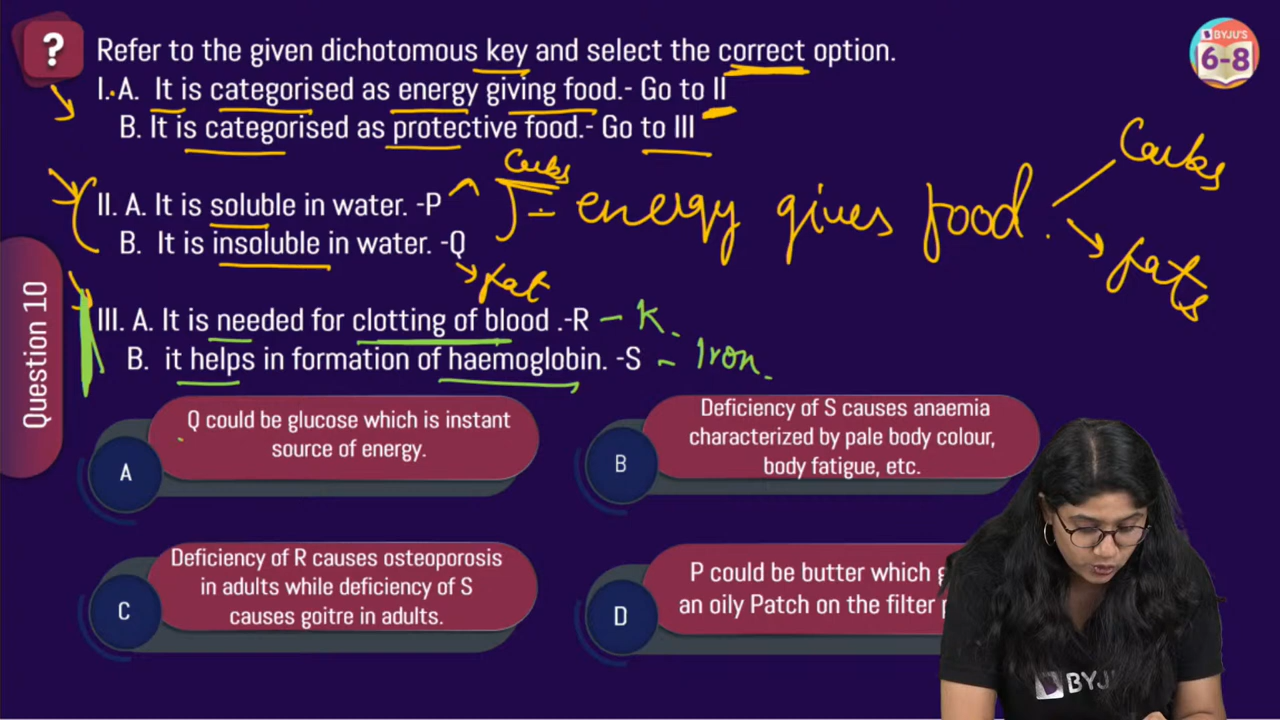 ?
Refer to the given dichotomous key and select the correct option.
BYJU'S
6-8
I. A. It is categorised as energy giving food.- Go to II
B. It is categorised as protective food.- Go to III
Carbs
Carbs
II. A. It is soluble in water. -P
energy gives food.
B. It is insoluble in water. -Q
fats
fat
III. A. It is needed for clotting of blood .-R
K.
B. it helps in formation of haemoglobin. -S
Iron.
Question 10
A
Q could be glucose which is instant
source of energy.
B
Deficiency of S causes anaemia
characterized by pale body colour,
body fatigue, etc.
C
Deficiency of R causes osteoporosis
in adults while deficiency of S
causes goitre in adults.
D
P could be butter which
an oily Patch on the filter
BYJU